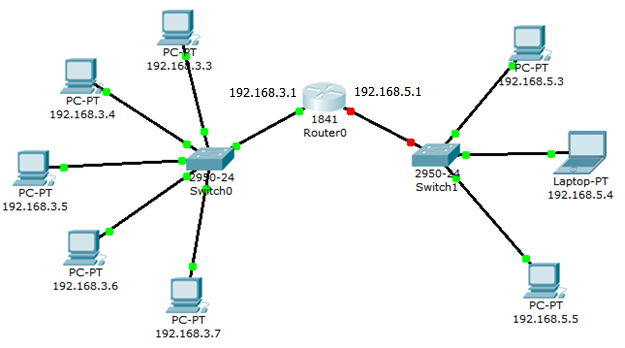 PC-PT
192.168.3.3
PC-PT
192.168.3.4
PC-PT
192.168.3.5
PC-PT
192.168.3.6
PC-PT
192.168.3.7
2950-24
Switch0
192.168.3.1
192.168.5.1
1841
Router0
2950-24
Switch1
PC-PT
192.168.5.3
Laptop-PT
192.168.5.4
PC-PT
192.168.5.5